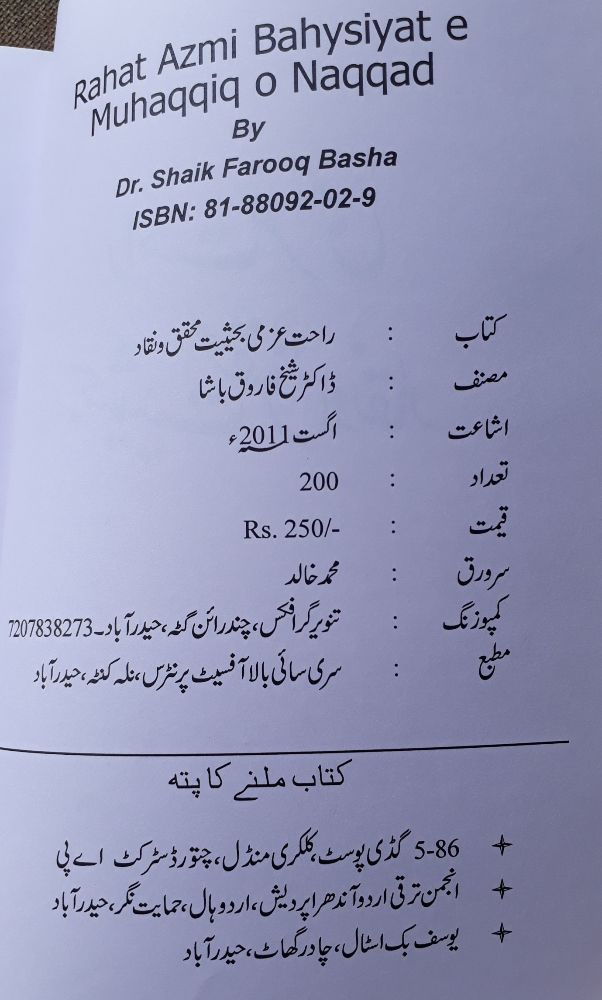 Rahat Azmi Bahysiyat e
Muhaqqiq o Naqqad
By
Dr. Shaik Farooq Basha
ISBN: 81-88092-02-9
کتاب : راحت عزمی بحیثیت محقق و نقاد
مصنف : ڈاکٹر شیخ فاروق باشا
اشاعت : اگست 2011ء
تعداد : 200
قیمت : Rs. 250/-
سرورق : محمد خالد
کمپوزنگ : تنویر گرافکس، چندرائن گٹہ، حیدرآباد۔7207838273
مطبع : سری سائی بالا آفسیٹ پرنٹرس، نلہ کنٹہ، حیدرآباد
کتاب ملنے کا پتہ
5-86 گڈی پوسٹ، کلکری منڈل، چتور ڈسٹرکٹ اے پی
انجمن ترقی اردو آندھرا پردیش، اردو ہال، حمایت نگر، حیدرآباد
یوسف بک اسٹال، چادر گھاٹ، حیدرآباد